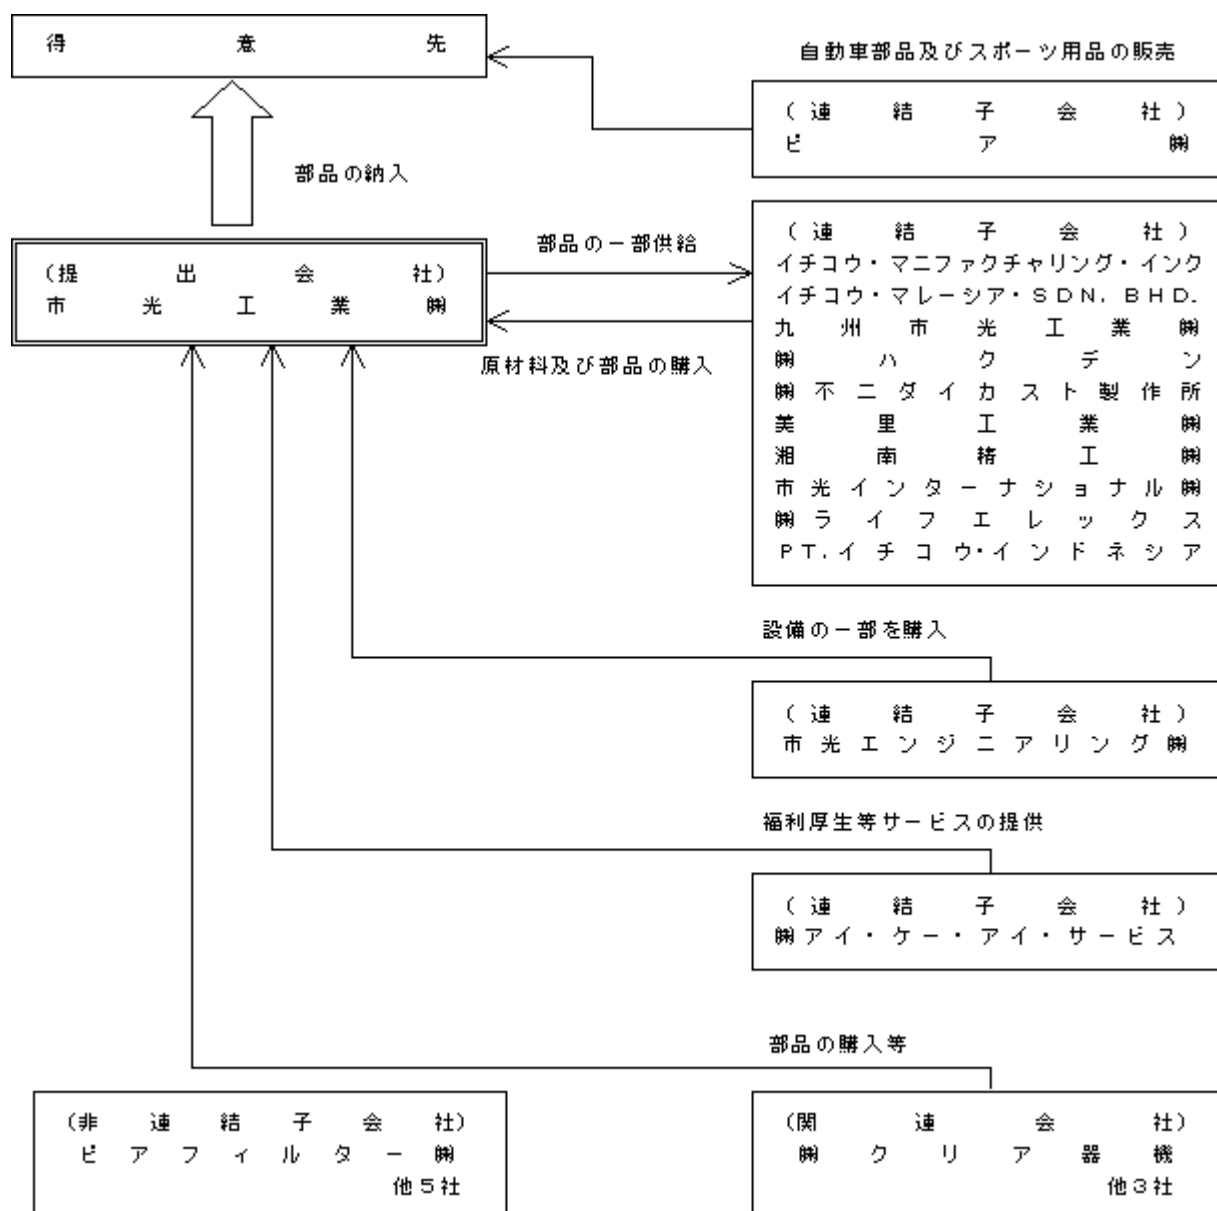 得意先
自動車部品及びスポーツ用品の販売
(連結子会社)
ピア㈱
部品の納入
(提出会社)
市光工業㈱
部品の一部供給
原材料及び部品の購入
(連結子会社)
イチコウ・マニファクチャリング・インク
イチコウ・マレーシア・SDN.BHD.
九州市光工業㈱
㈱ハクデン
㈱不二ダイカスト製作所
美里工業㈱
湘南精工㈱
市光インターナショナル㈱
㈱ライフエレックス
PT.イチコウ・インドネシア
設備の一部を購入
(連結子会社)
市光エンジニアリング㈱
福利厚生等サービスの提供
(連結子会社)
㈱アイ・ケー・アイ・サービス
部品の購入等
(非連結子会社)
ピアフィルター㈱
他5社
(関連会社)
㈱クリア器機
他3社